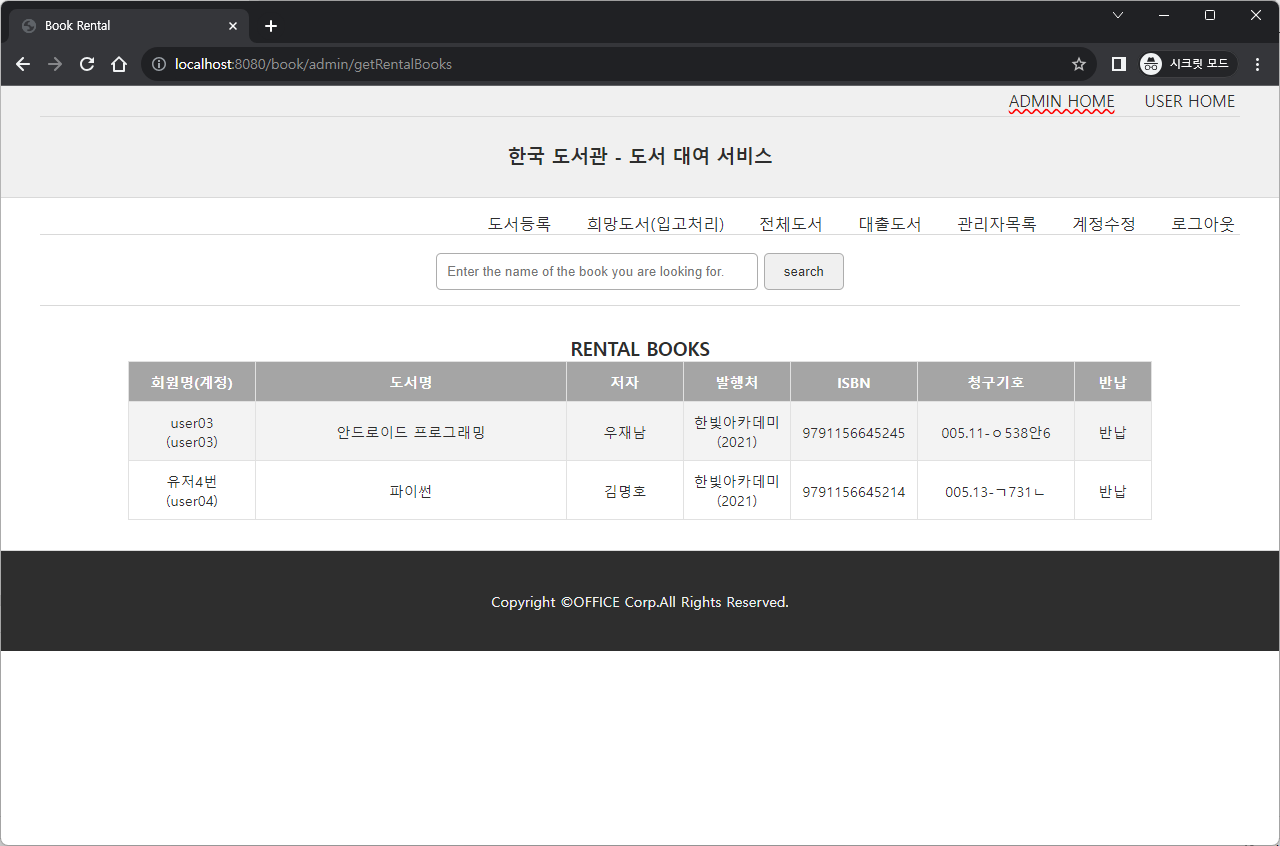 Book Rental
localhost:8080/book/admin/getRentalBooks
시크릿 모드
ADMIN HOME USER HOME
한국 도서관 - 도서 대여 서비스
도서등록 희망도서(입고처리) 전체도서 대출도서 관리자목록 계정수정 로그아웃
Enter the name of the book you are looking for. search
RENTAL BOOKS
회원명(계정) 도서명 저자 발행처 ISBN 청구기호 반납
user03
(user03) 안드로이드 프로그래밍 우재남 한빛아카데미
(2021) 9791156645245 005.11-ㅇ538안6 반납
유저4번
(user04) 파이썬 김명호 한빛아카데미
(2021) 9791156645214 005.13-ㄱ731ㄴ 반납
Copyright ©OFFICE Corp.All Rights Reserved.